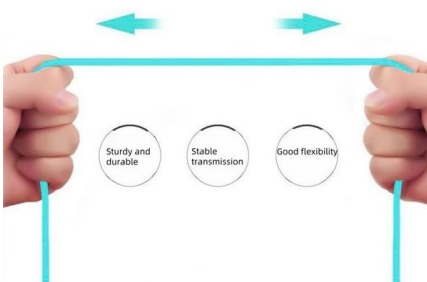 Sturdy and
durable
Stable
transmission
Good flexibility